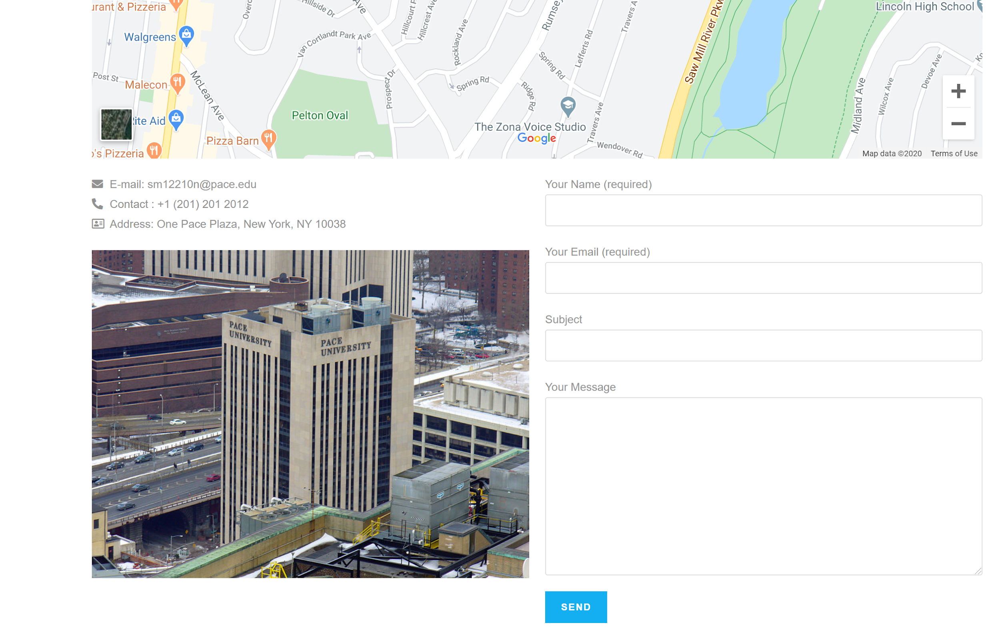 urant & Pizzeria
Hillside Dr
Ave
Hillcrest Ave
Rumsey
Travers A
Saw Mill River Pkw
Lincoln High School
Walgreens
Van Cortlandt Park Ave
Rockland Ave
Lefferts Rd
Spring Rd
Devoe Ave
Post St
Malecon
McLean Ave
Prospect Dr
Spring Rd
Ridge Rd
Midland Ave
Wilcox Ave
ite Aid
Pelton Oval
The Zona Voice Studio
Travers Ave
Google
Pizza Barn
Wendover Rd
's Pizzeria
Map data ©2020 Terms of Use
E-mail: sm12210n@pace.edu
Contact : +1 (201) 201 2012
Address: One Pace Plaza, New York, NY 10038
PACE
UNIVERSITY
PACE
UNIVERSITY
Your Name (required)
Your Email (required)
Subject
Your Message
SEND